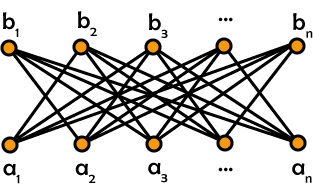 b1 b2 b3 ... bn
a1 a2 a3 ... an